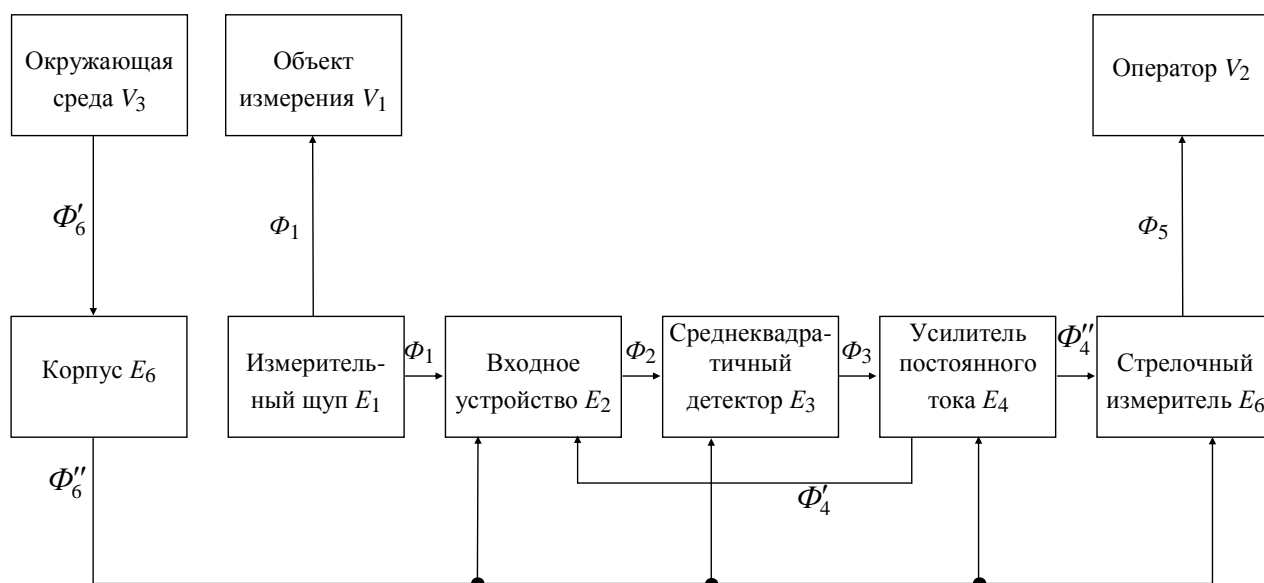 Окружающая
среда V3
Объект
измерения V1
Оператор V2
Φ′6
Φ1
Φ5
Корпус E6
Измеритель-
ный щуп E1
Φ1
Входное
устройство E2
Φ2
Среднеквадра-
тичный
детектор E3
Φ3
Усилитель
постоянного
тока E4
Φ″4
Стрелочный
измеритель E6
Φ″6
Φ′4